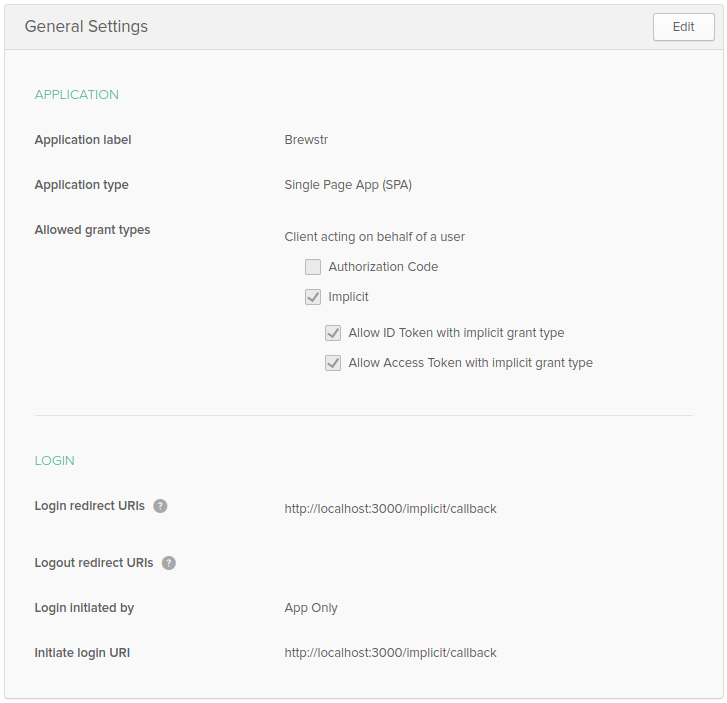 General Settings
Edit
APPLICATION
Application label
Brewstr
Application type
Single Page App (SPA)
Allowed grant types
Client acting on behalf of a user
Authorization Code
Implicit
Allow ID Token with implicit grant type
Allow Access Token with implicit grant type
LOGIN
Login redirect URIs ?
http://localhost:3000/implicit/callback
Logout redirect URIs ?
Login initiated by
App Only
Initiate login URI
http://localhost:3000/implicit/callback